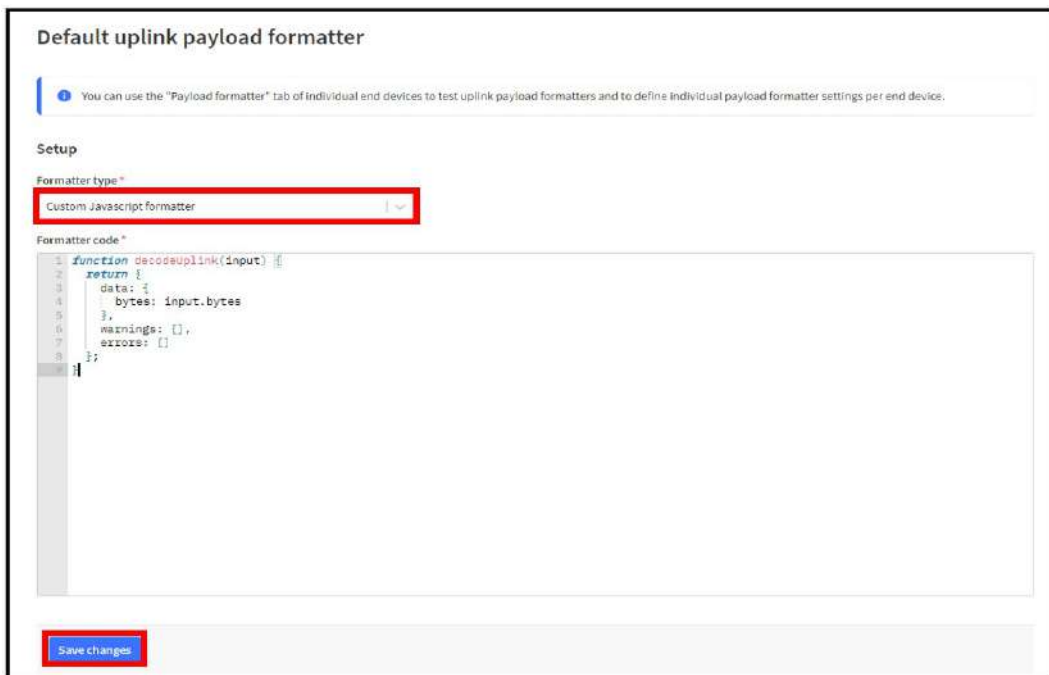 Default uplink payload formatter
You can use the "Payload formatter" tab of individual end devices to test uplink payload formatters and to define individual payload formatter settings per end device.
Setup
Formatter type *
Custom Javascript formatter
Formatter code *
1 function decodeUplink(input) {
2   return {
3     data: {
4       bytes: input.bytes
5     },
6     warnings: [],
7     errors: []
8   };
9 }
Save changes